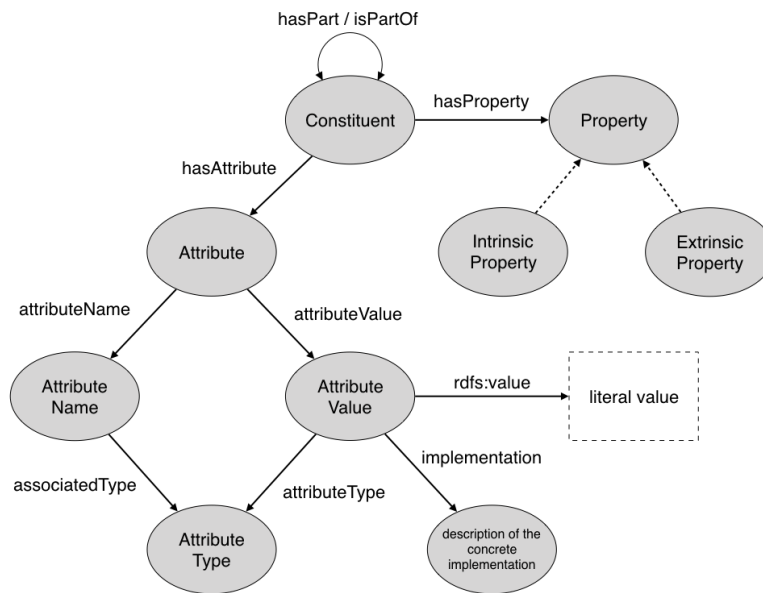 hasPart / isPartOf
Constituent
hasProperty
Property
hasAttribute
Attribute
Intrinsic
Property
Extrinsic
Property
attributeName
attributeValue
Attribute
Name
Attribute
Value
rdfs:value
literal value
associatedType
attributeType
implementation
Attribute
Type
description of the
concrete
implementation